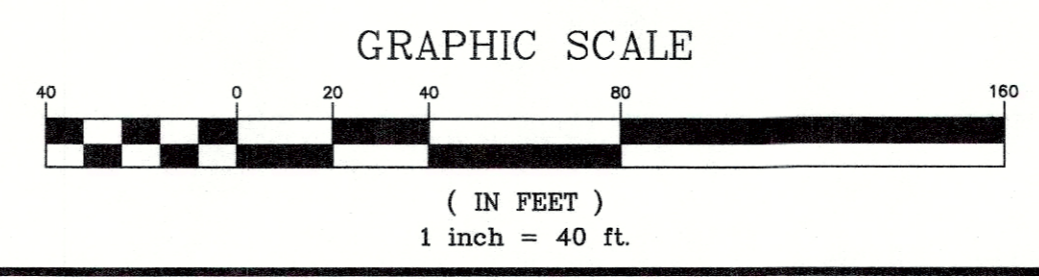 GRAPHIC SCALE
40 0 20 40 80 160
( IN FEET )
1 inch = 40 ft.